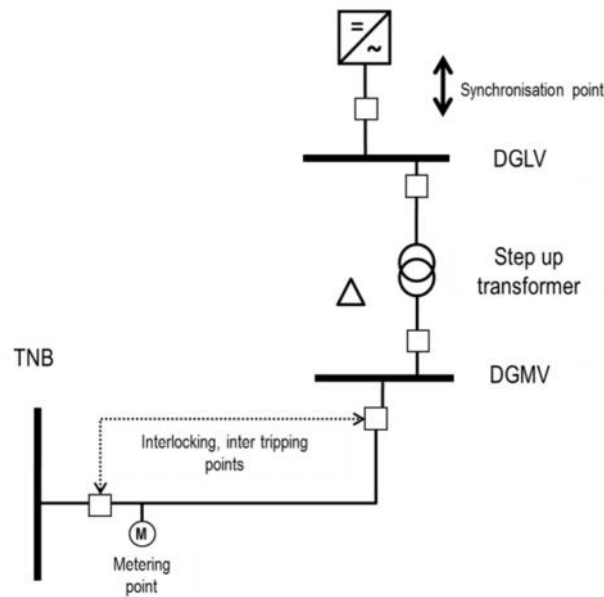 =
~
Synchronisation point
DGLV
Step up
transformer
TNB
DGMV
Interlocking, inter tripping
points
M
Metering
point